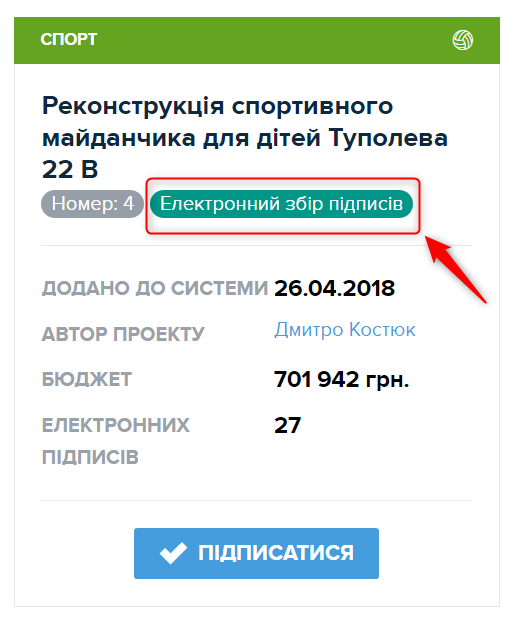 СПОРТ
Реконструкція спортивного
майданчика для дітей Туполева
22 В
Номер: 4 Електронний збір підписів
ДОДАНО ДО СИСТЕМИ 26.04.2018
АВТОР ПРОЕКТУ Дмитро Костюк
БЮДЖЕТ 701 942 грн.
ЕЛЕКТРОННИХ 27
ПІДПИСІВ
ПІДПИСАТИСЯ